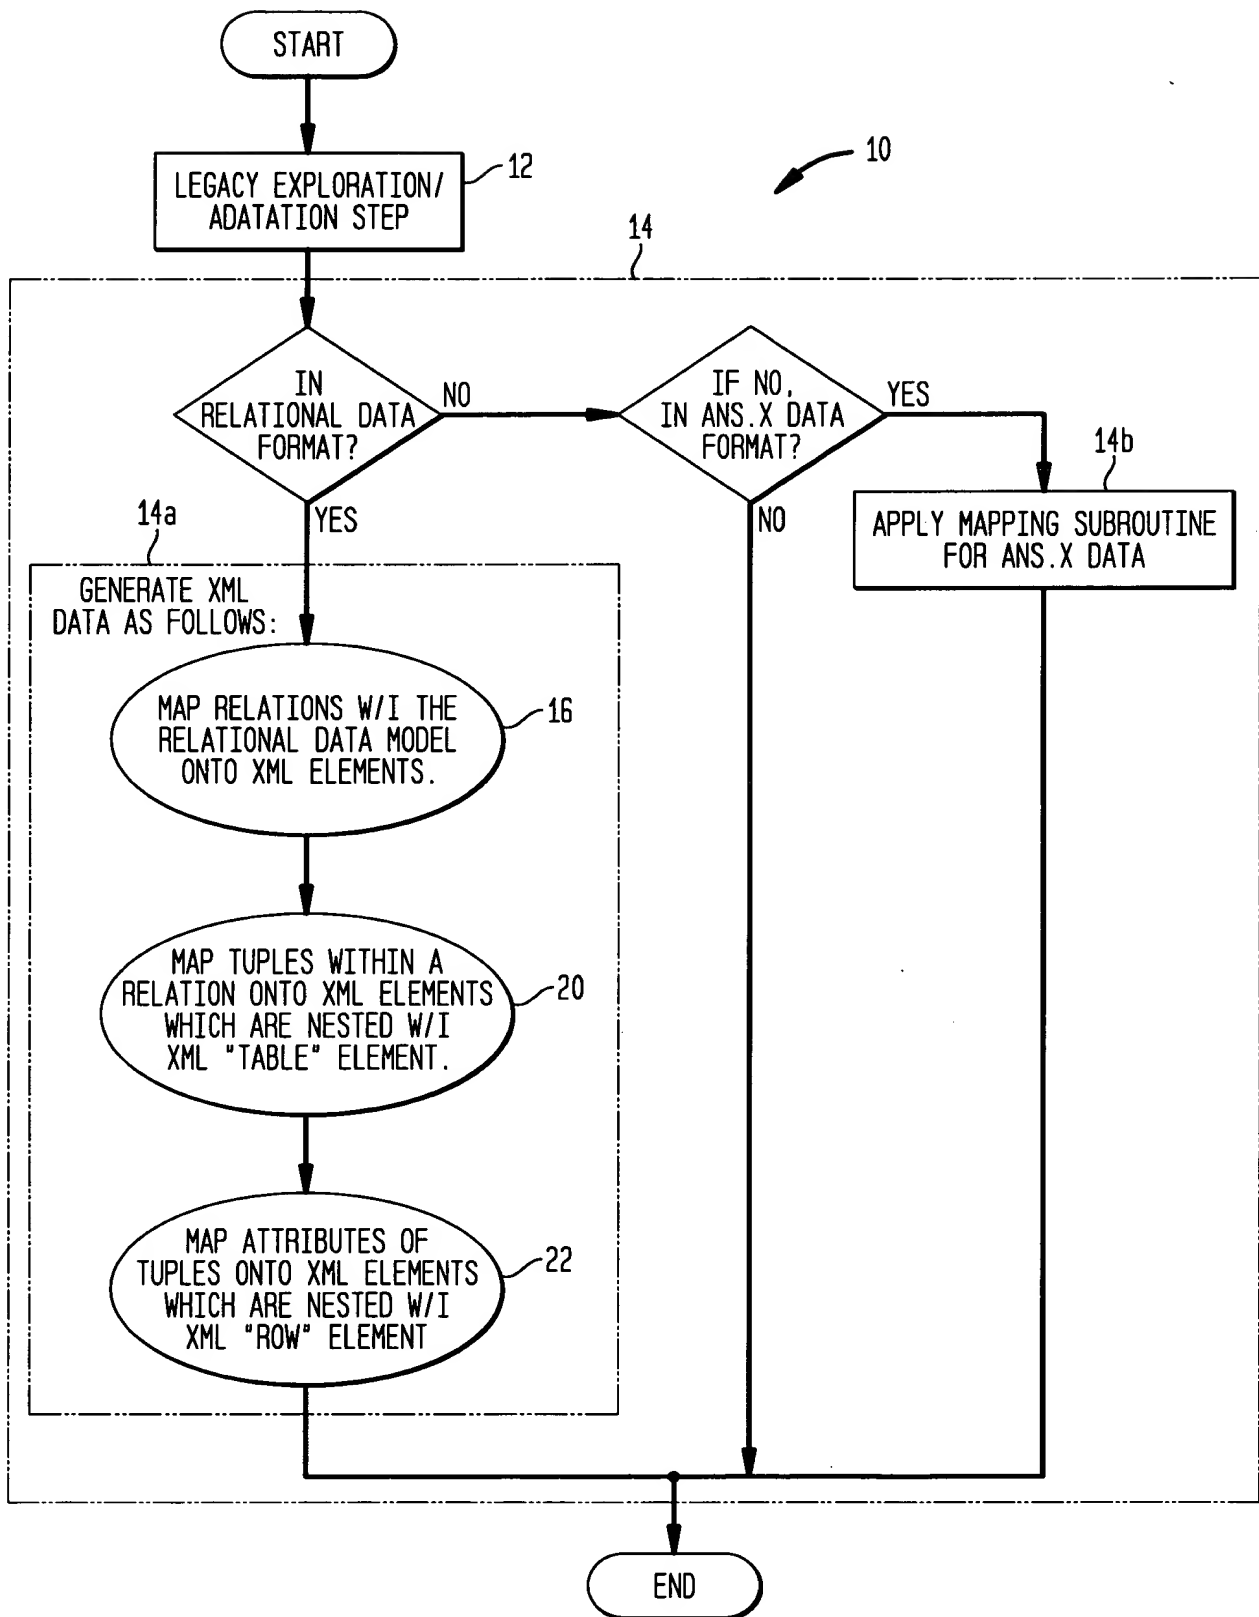 START
LEGACY EXPLORATION/
ADATATION STEP
12
10
14
IN
RELATIONAL DATA
FORMAT?
NO
YES
IF NO,
IN ANS.X DATA
FORMAT?
YES
NO
14b
APPLY MAPPING SUBROUTINE
FOR ANS.X DATA
14a
GENERATE XML
DATA AS FOLLOWS:
MAP RELATIONS W/I THE
RELATIONAL DATA MODEL
ONTO XML ELEMENTS.
16
MAP TUPLES WITHIN A
RELATION ONTO XML ELEMENTS
WHICH ARE NESTED W/I
XML "TABLE" ELEMENT.
20
MAP ATTRIBUTES OF
TUPLES ONTO XML ELEMENTS
WHICH ARE NESTED W/I
XML "ROW" ELEMENT
22
END